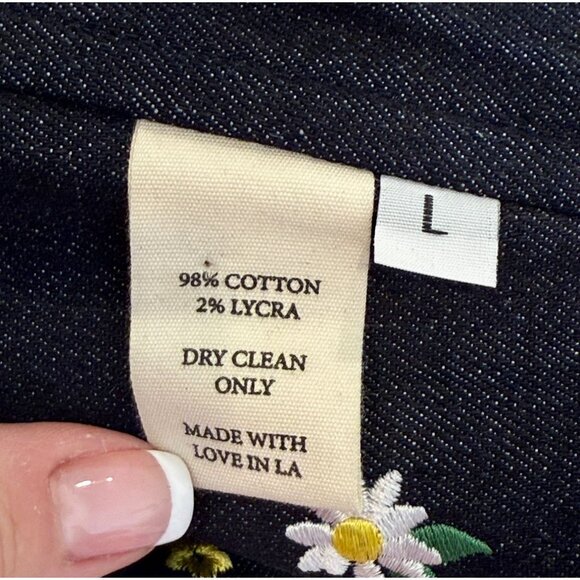 98% COTTON
2% LYCRA
DRY CLEAN
ONLY
MADE WITH
LOVE IN LA
L